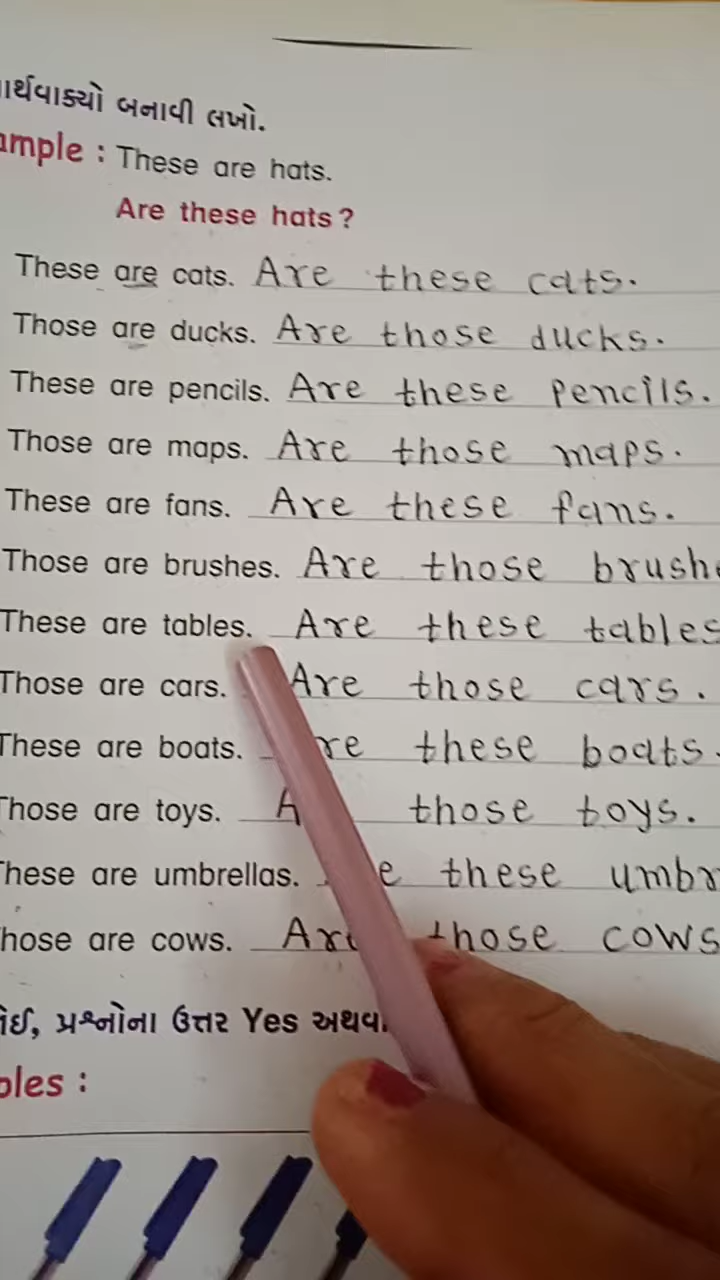 બનાવી લખો.
These are hats.
Are these hats?
These are cats. Are these cats.
Those are ducks. Are those ducks.
These are pencils. Are these pencils.
Those are maps. Are those maps.
These are fans. Are these fans.
Those are brushes. Are those
These are tables. Are these tables
Those are cars. Are those cars.
These are boats. these boats.
Those are toys. those toys.
These are umbrellas. these
are cows. those cows
પ્રશ્નોના ઉત્તર Yes